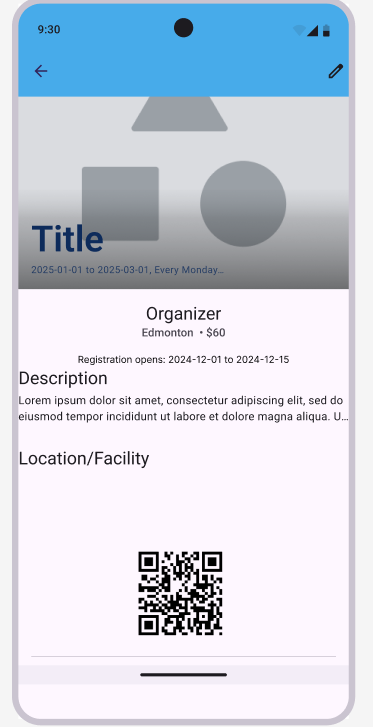 9:30
Title
2025-01-01 to 2025-03-01, Every Monday...
Organizer
Edmonton • $60
Registration opens: 2024-12-01 to 2024-12-15
Description
Lorem ipsum dolor sit amet, consectetur adipiscing elit, sed do
eiusmod tempor incididunt ut labore et dolore magna aliqua. U...
Location/Facility